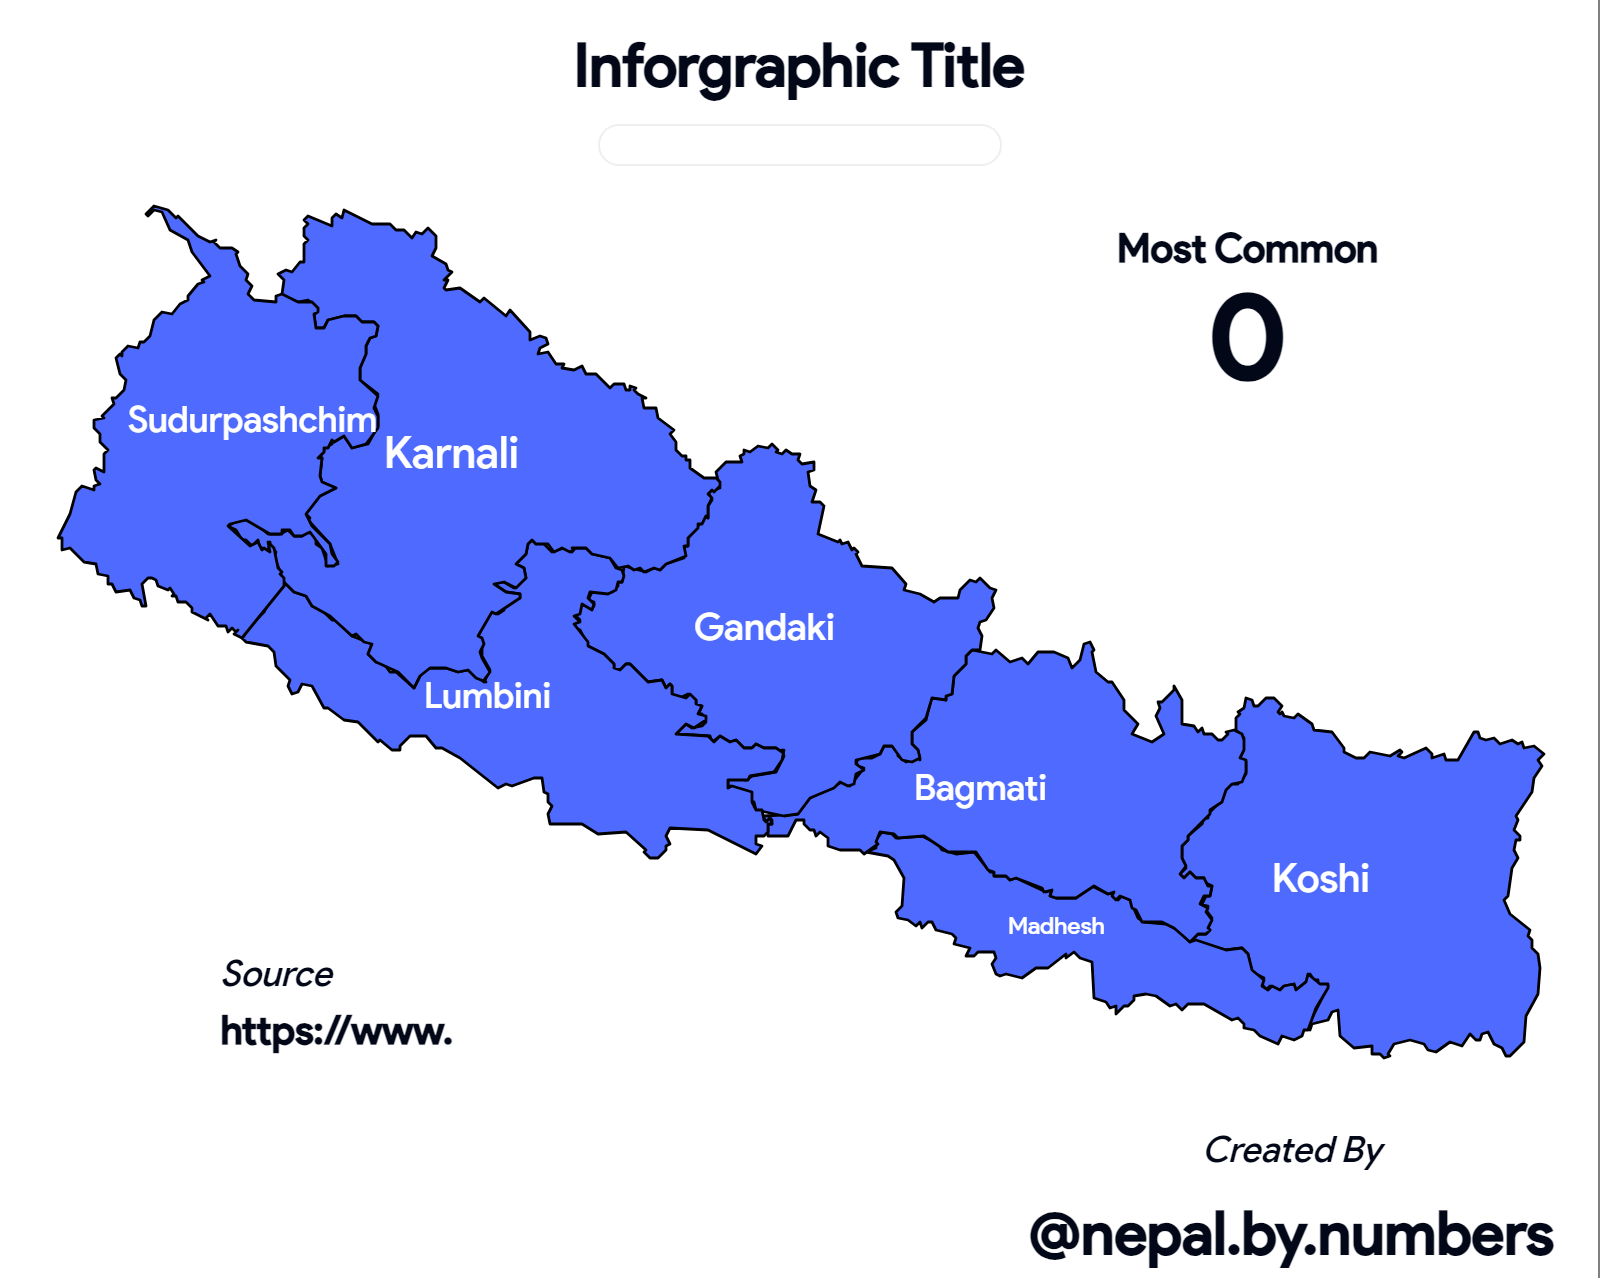 Inforgraphic Title
Most Common
0
Sudurpashchim
Karnali
Gandaki
Lumbini
Bagmati
Koshi
Madhesh
Source
https://www.
Created By
@nepal.by.numbers